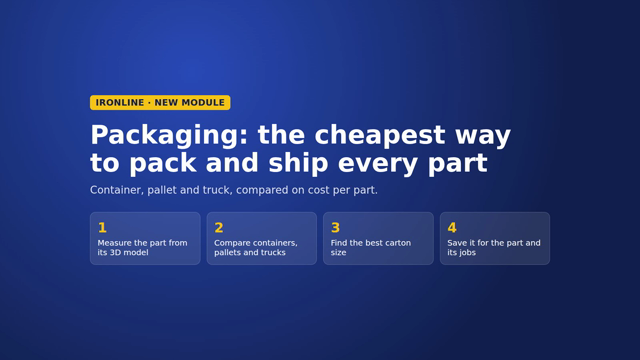 IRONLINE · NEW MODULE
Packaging: the cheapest way
to pack and ship every part
Container, pallet and truck, compared on cost per part.
1
Measure the part from
its 3D model
2
Compare containers,
pallets and trucks
3
Find the best carton
size
4
Save it for the part and
its jobs